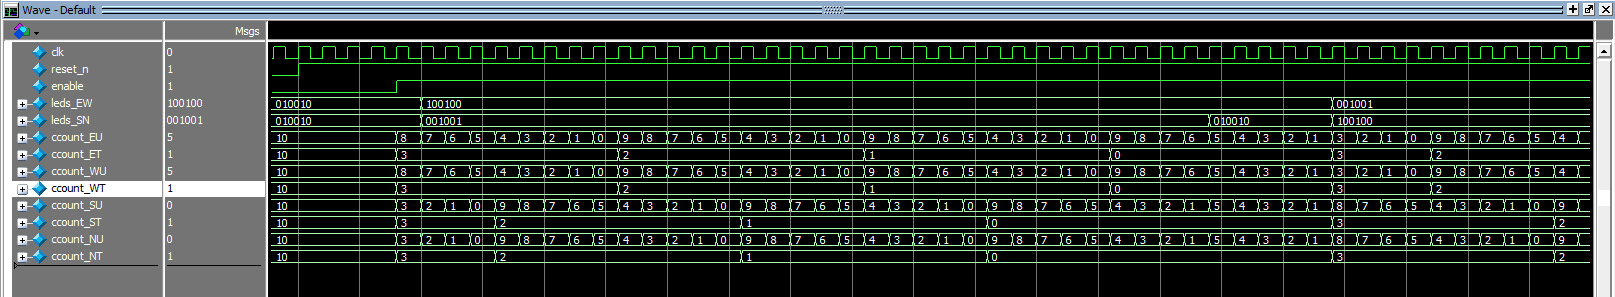 Wave - Default
Msgs
clk 0
reset_n 1
enable 1
leds_EW 100100 010010 100100 001001
leds_SN 001001 010010 001001 010010 100100
ccount_EU 5 10 8 7 6 5 4 3 2 1 0 9 8 7 6 5 4 3 2 1 0 9 8 7 6 5 4 3 2 1 0 9 8 7 6 5 4 3 2 1 3 2 1 0 9 8 7 6 5 4
ccount_ET 1 10 3 2 1 0 3 2
ccount_WU 5 10 8 7 6 5 4 3 2 1 0 9 8 7 6 5 4 3 2 1 0 9 8 7 6 5 4 3 2 1 0 9 8 7 6 5 4 3 2 1 3 2 1 0 9 8 7 6 5 4
ccount_WT 1 10 3 2 1 0 3 2
ccount_SU 0 10 3 2 1 0 9 8 7 6 5 4 3 2 1 0 9 8 7 6 5 4 3 2 1 0 9 8 7 6 5 4 3 2 1 5 4 3 2 1 8 7 6 5 4 3 2 1 0 9
ccount_ST 1 10 3 2 1 0 3 2
ccount_NU 0 10 3 2 1 0 9 8 7 6 5 4 3 2 1 0 9 8 7 6 5 4 3 2 1 0 9 8 7 6 5 4 3 2 1 5 4 3 2 1 8 7 6 5 4 3 2 1 0 9
ccount_NT 1 10 3 2 1 0 3 2